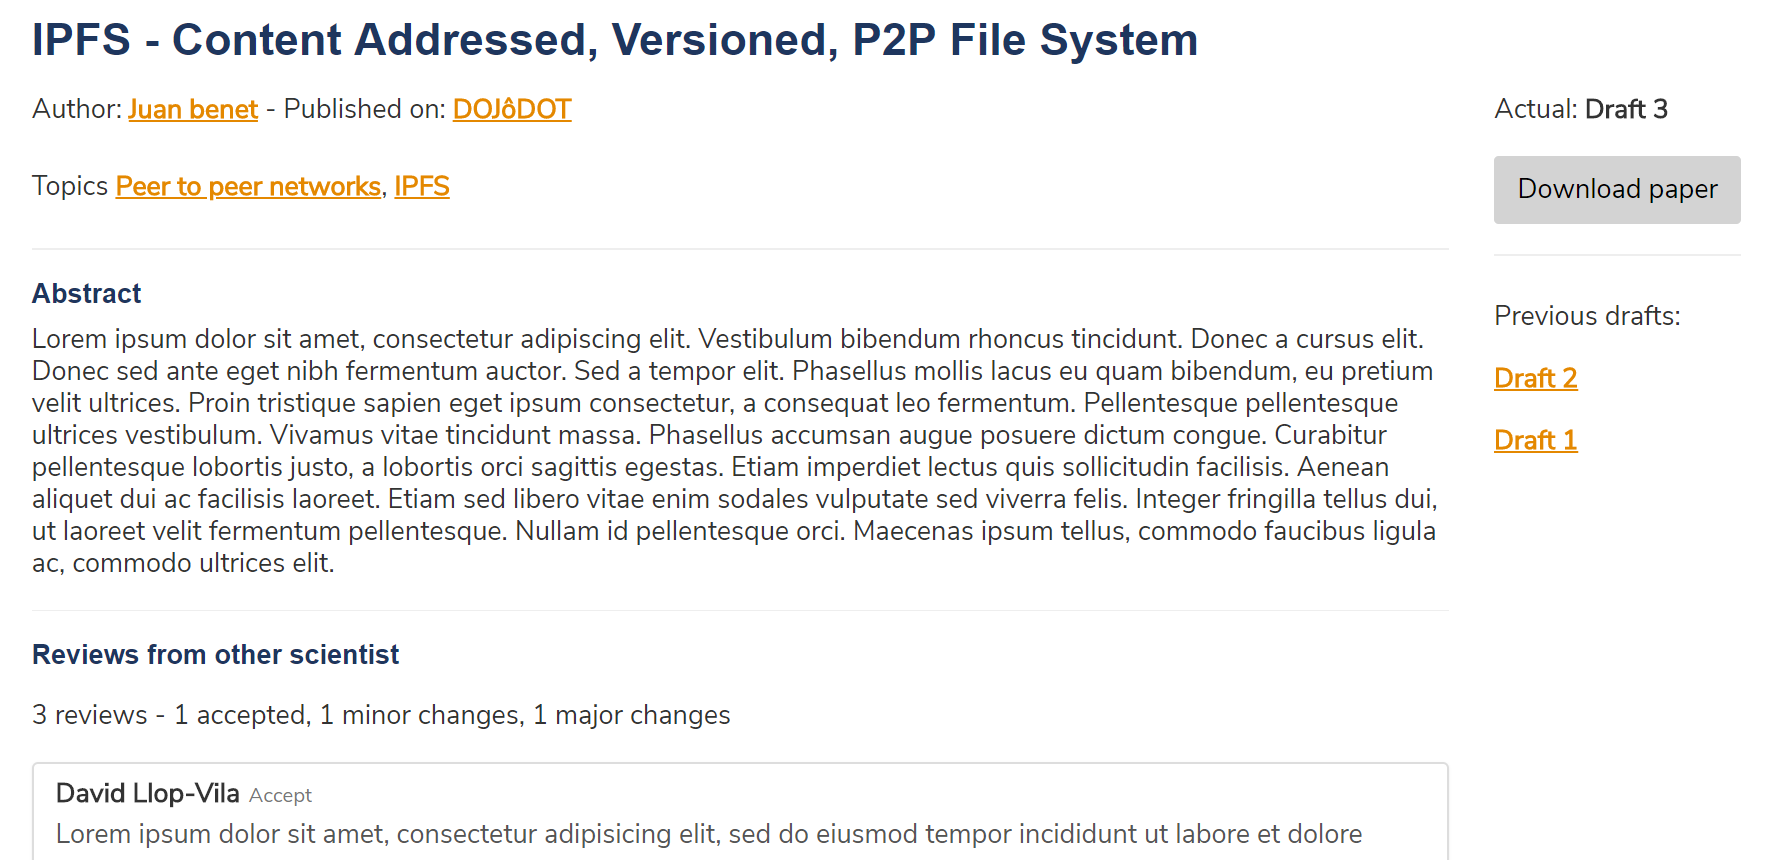 IPFS - Content Addressed, Versioned, P2P File System
Author: Juan benet - Published on: DOJôDOT
Topics Peer to peer networks, IPFS
Abstract
Lorem ipsum dolor sit amet, consectetur adipiscing elit. Vestibulum bibendum rhoncus tincidunt. Donec a cursus elit.
Donec sed ante eget nibh fermentum auctor. Sed a tempor elit. Phasellus mollis lacus eu quam bibendum, eu pretium
velit ultrices. Proin tristique sapien eget ipsum consectetur, a consequat leo fermentum. Pellentesque pellentesque
ultrices vestibulum. Vivamus vitae tincidunt massa. Phasellus accumsan augue posuere dictum congue. Curabitur
pellentesque lobortis justo, a lobortis orci sagittis egestas. Etiam imperdiet lectus quis sollicitudin facilisis. Aenean
aliquet dui ac facilisis laoreet. Etiam sed libero vitae enim sodales vulputate sed viverra felis. Integer fringilla tellus dui,
ut laoreet velit fermentum pellentesque. Nullam id pellentesque orci. Maecenas ipsum tellus, commodo faucibus ligula
ac, commodo ultrices elit.
Reviews from other scientist
3 reviews - 1 accepted, 1 minor changes, 1 major changes
David Llop-Vila Accept
Lorem ipsum dolor sit amet, consectetur adipisicing elit, sed do eiusmod tempor incididunt ut labore et dolore
Actual: Draft 3
Download paper
Previous drafts:
Draft 2
Draft 1